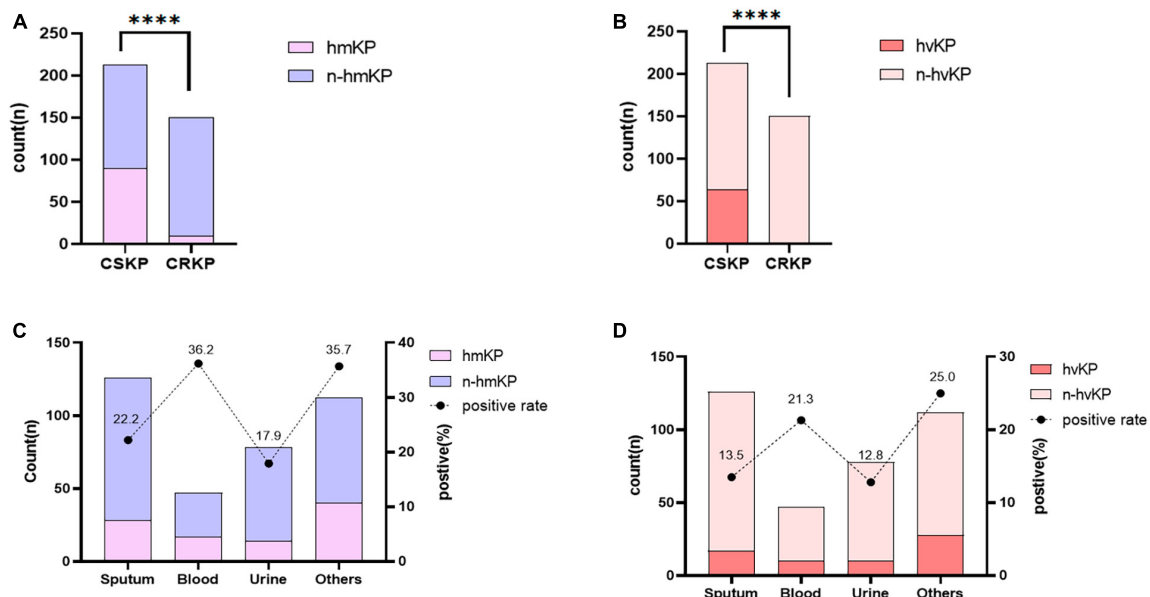 A
****
count(n)
250
200
150
100
50
0
CSKP
CRKP
hmKP
n-hmKP
B
****
count(n)
250
200
150
100
50
0
CSKP
CRKP
hvKP
n-hvKP
C
Count(n)
150
100
50
0
22.2
36.2
17.9
35.7
Sputum
Blood
Urine
Others
40
30
20
10
0
postive(%)
hmKP
n-hmKP
positive rate
D
count(n)
150
100
50
0
13.5
21.3
12.8
25.0
Sputum
Blood
Urine
Others
30
20
10
0
postive(%)
hvKP
n-hvKP
positive rate